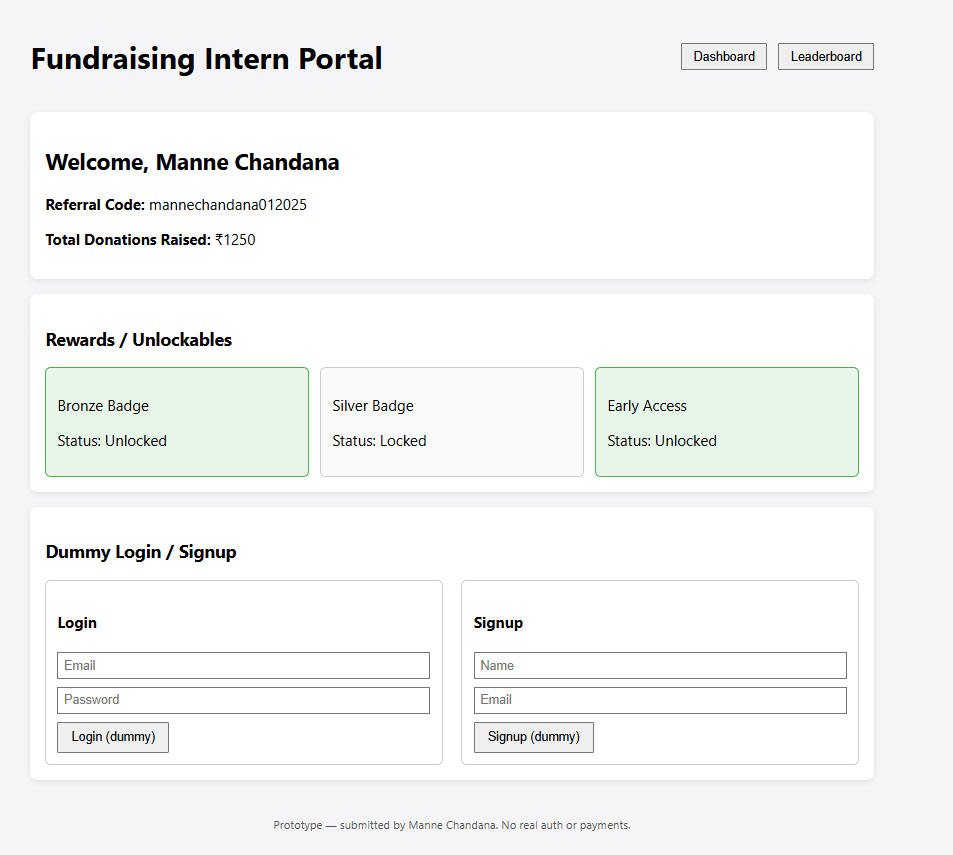 Fundraising Intern Portal
Dashboard
Leaderboard
Welcome, Manne Chandana
Referral Code: mannechandana012025
Total Donations Raised: ₹1250
Rewards / Unlockables
Bronze Badge
Status: Unlocked
Silver Badge
Status: Locked
Early Access
Status: Unlocked
Dummy Login / Signup
Login
Email
Password
Login (dummy)
Signup
Name
Email
Signup (dummy)
Prototype — submitted by Manne Chandana. No real auth or payments.